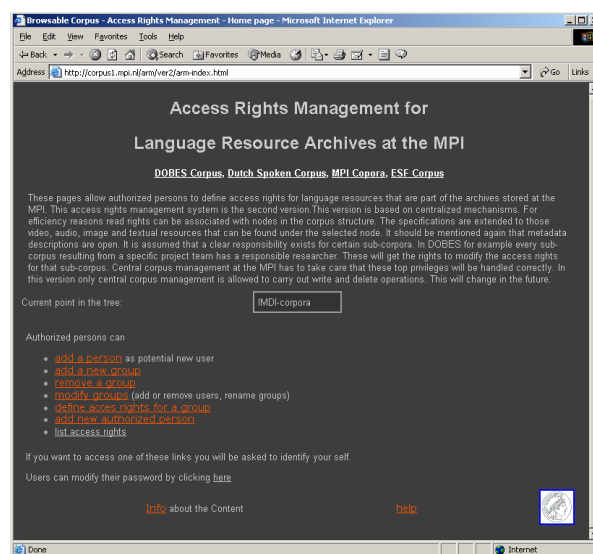 Browsable Corpus - Access Rights Management - Home page - Microsoft Internet Explorer
File Edit View Favorites Tools Help
Back Search Favorites Media
Address http://corpus1.mpi.nl/arm/ver2/arm-index.html Go Links
Access Rights Management for
Language Resource Archives at the MPI
DOBES Corpus, Dutch Spoken Corpus, MPI Copora, ESF Corpus
These pages allow authorized persons to define access rights for language resources that are part of the archives stored at the
MPI. This access rights management system is the second version.This version is based on centralized mechanisms. For
efficiency reasons read rights can be associated with nodes in the corpus structure. The specifications are extended to those
video, audio, image and textual resources that can be found under the selected node. It should be mentioned again that metadata
descriptions are open. It is assumed that a clear responsibility exists for certain sub-corpora. In DOBES for example every sub-
corpus resulting from a specific project team has a responsible researcher. These will get the rights to modify the access rights
for that sub-corpus. Central corpus management at the MPI has to take care that these top privileges will be handled correctly. In
this version only central corpus management is allowed to carry out write and delete operations. This will change in the future.
Current point in the tree: IMDI-corpora
Authorized persons can
add a person as potential new user
add a new group
remove a group
modify groups (add or remove users, rename groups)
define acces rights for a group
add new authorized person
list access rights
If you want to access one of these links you will be asked to identify your self.
Users can modify their password by clicking here
Info about the Content help
Done Internet